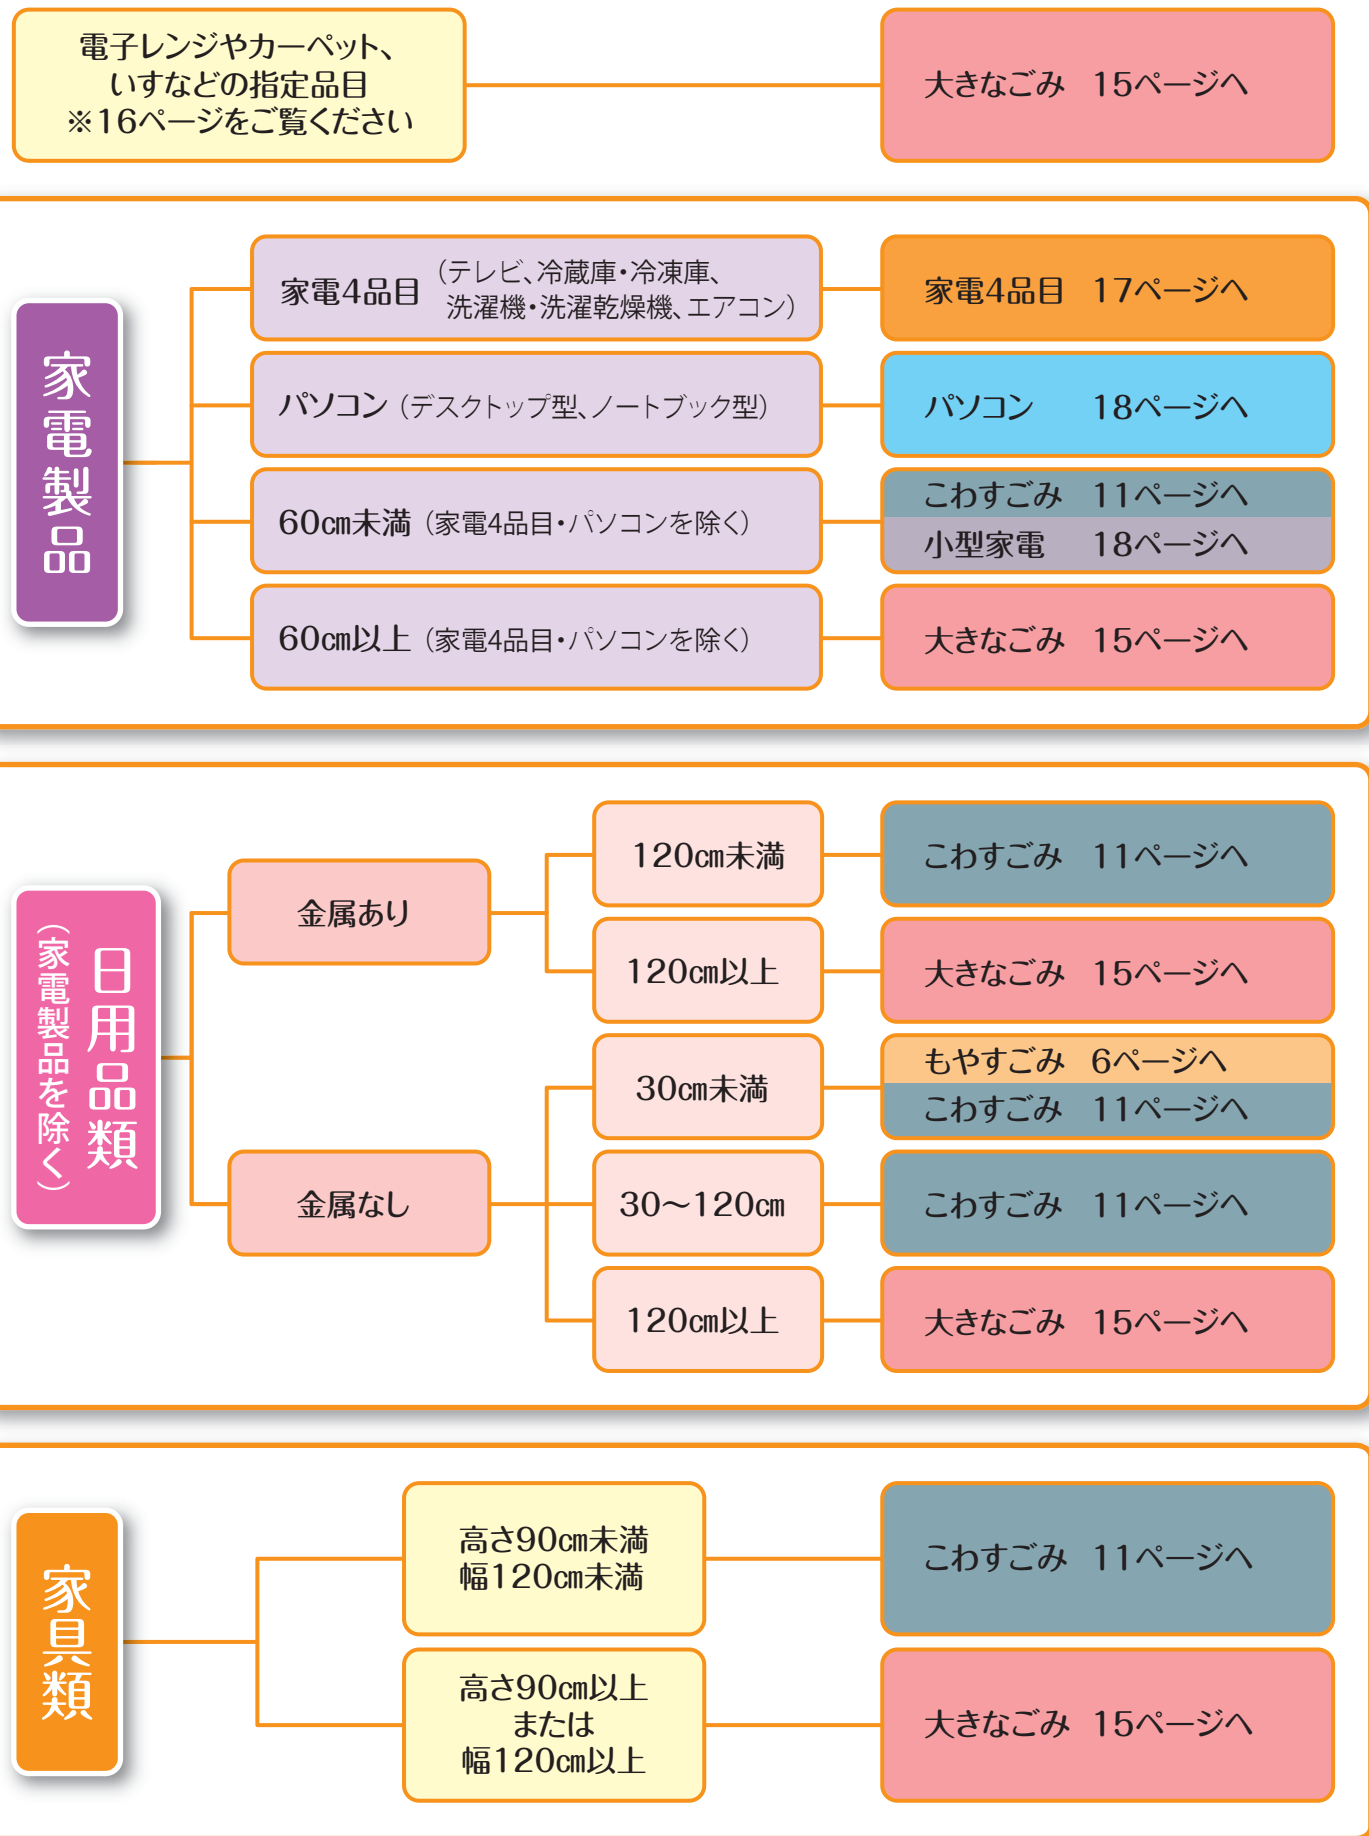 電子レンジやカーペット、
いすなどの指定品目
※16ページをご覧ください
大きなごみ 15ページへ
家電製品
家電4品目
(テレビ、冷蔵庫・冷凍庫、
洗濯機・洗濯乾燥機、エアコン)
家電4品目 17ページへ
パソコン(デスクトップ型、ノートブック型)
パソコン 18ページへ
60cm未満(家電4品目・パソコンを除く)
こわすごみ 11ページへ
小型家電 18ページへ
60cm以上(家電4品目・パソコンを除く)
大きなごみ 15ページへ
日用品類
(家電製品を除く)
金属あり
120cm未満
こわすごみ 11ページへ
120cm以上
大きなごみ 15ページへ
金属なし
30cm未満
もやすごみ 6ページへ
こわすごみ 11ページへ
30〜120cm
こわすごみ 11ページへ
120cm以上
大きなごみ 15ページへ
家具類
高さ90cm未満
幅120cm未満
こわすごみ 11ページへ
高さ90cm以上
または
幅120cm以上
大きなごみ 15ページへ